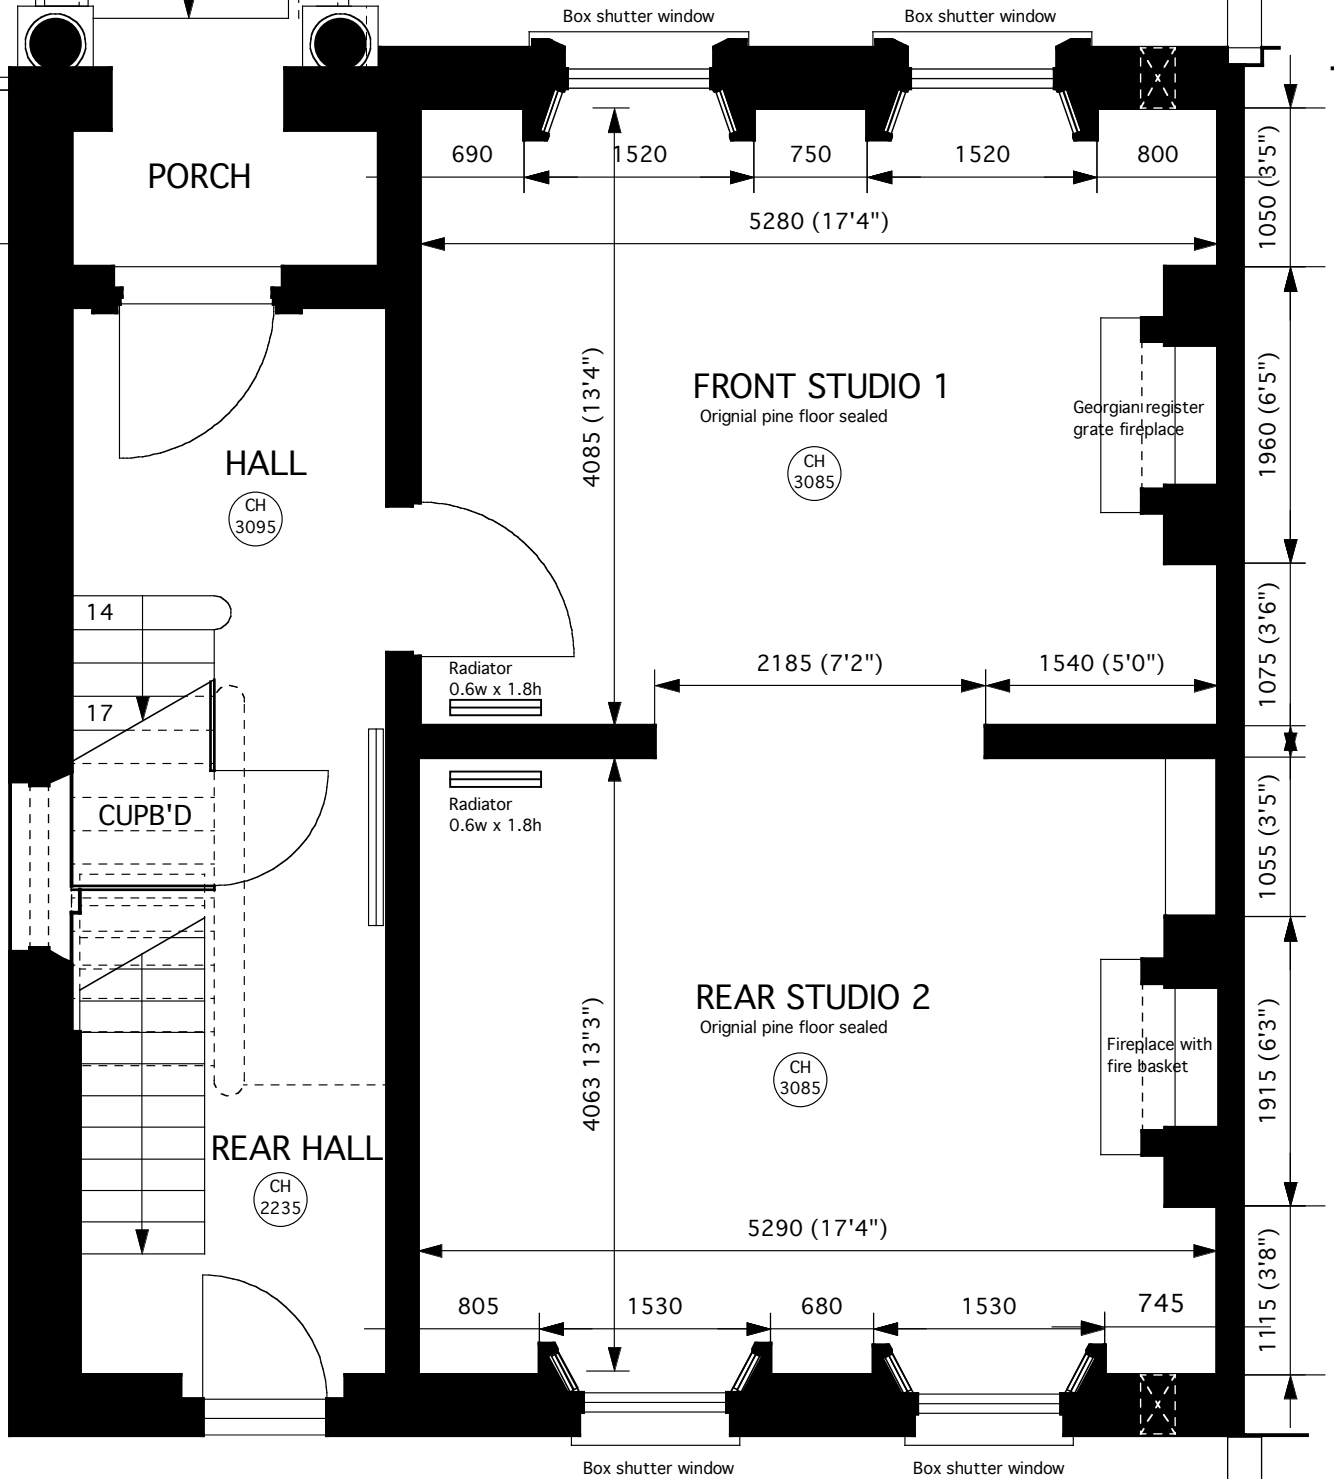 Box shutter window
Box shutter window
690
1520
750
1520
800
PORCH
5280 (17'4")
1050 (3'5")
4085 (13'4")
FRONT STUDIO 1
Orignial pine floor sealed
CH
3085
Georgian register
grate fireplace
1960 (6'5")
HALL
CH
3095
14
17
Radiator
0.6w x 1.8h
2185 (7'2")
1540 (5'0")
1075 (3'6")
CUPB'D
Radiator
0.6w x 1.8h
1055 (3'5")
4063 13"3")
REAR STUDIO 2
Orignial pine floor sealed
CH
3085
Fireplace with
fire basket
1915 (6'3")
REAR HALL
CH
2235
5290 (17'4")
805
1530
680
1530
745
1115 (3'8")
Box shutter window
Box shutter window